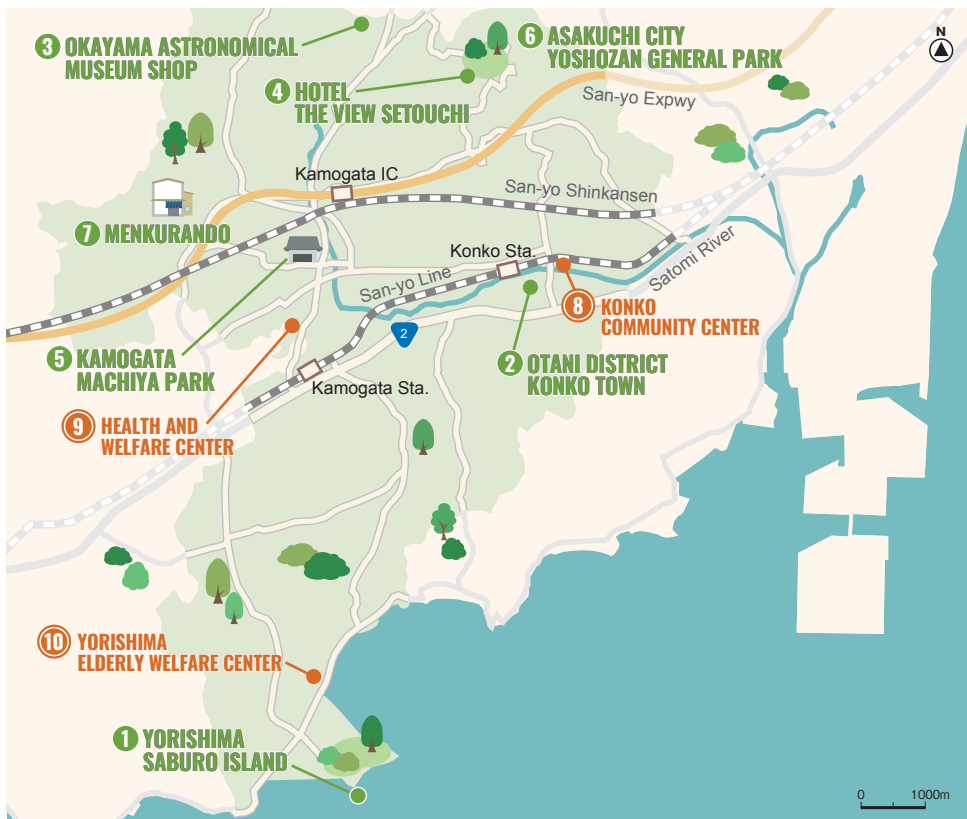 3 OKAYAMA ASTRONOMICAL
MUSEUM SHOP
6 ASAKUCHI CITY
YOSHOZAN GENERAL PARK
N
4 HOTEL
THE VIEW SETOUCHI
San-yo Expwy
Kamogata IC
San-yo Shinkansen
7 MENKURANDO
Konko Sta.
San-yo Line
Satomi River
8 KONKO
COMMUNITY CENTER
2
5 KAMOGATA
MACHIYA PARK
2 OTANI DISTRICT
KONKO TOWN
Kamogata Sta.
9 HEALTH AND
WELFARE CENTER
10 YORISHIMA
ELDERLY WELFARE CENTER
1 YORISHIMA
SABURO ISLAND
0 1000m